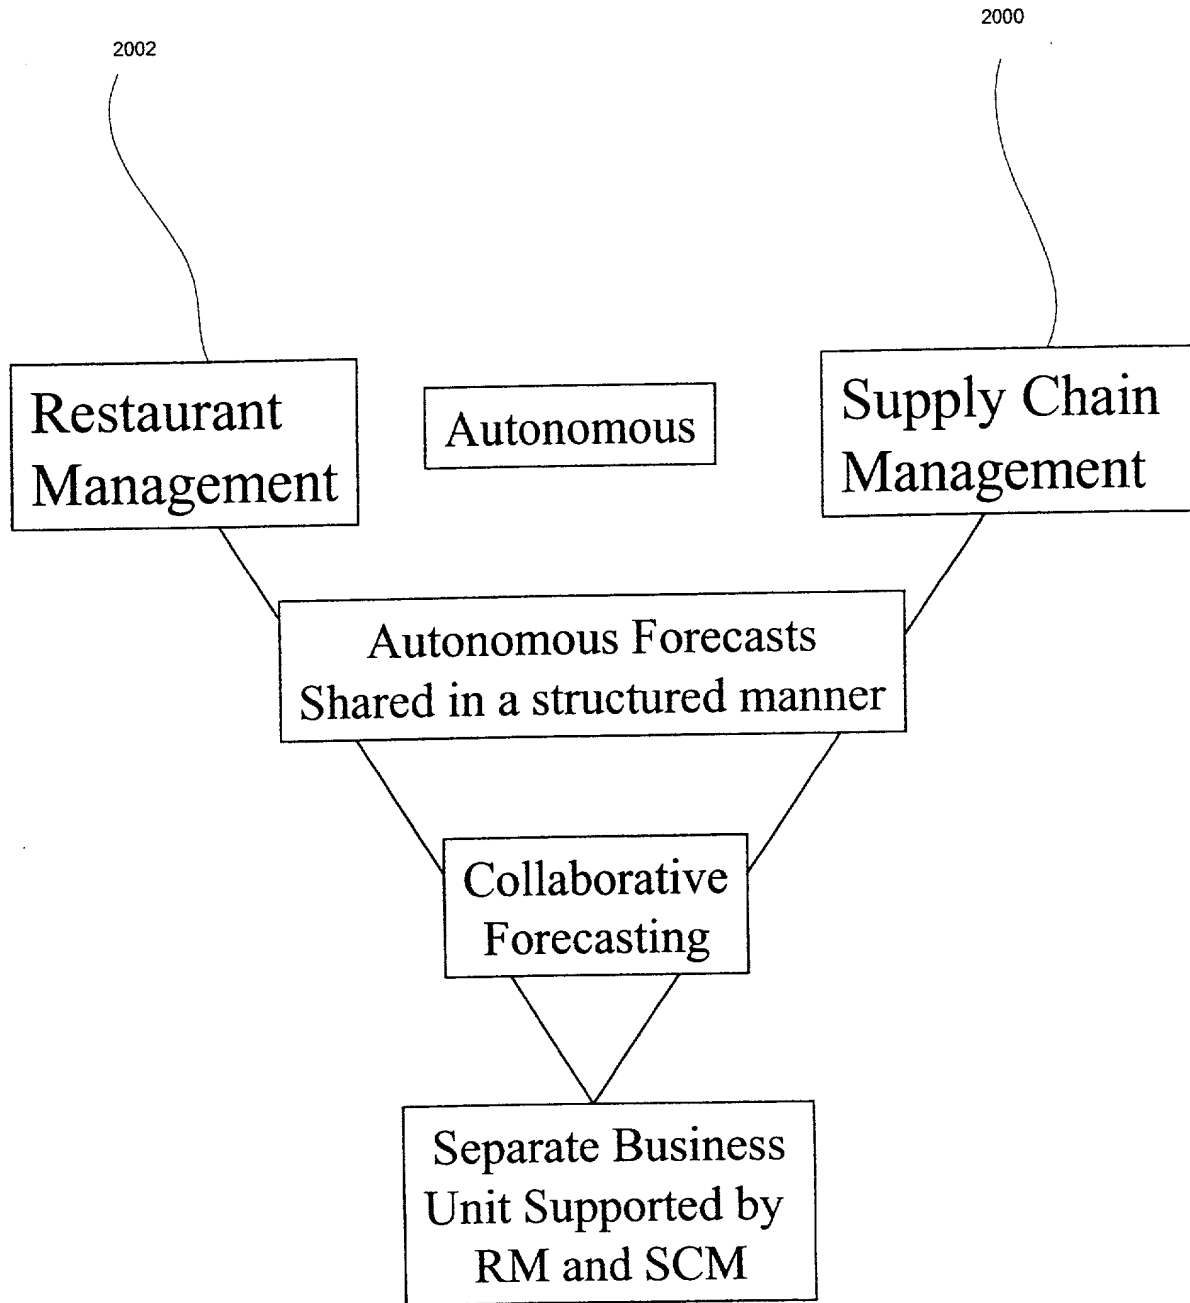 2002
2000
Restaurant
Management
Autonomous
Supply Chain
Management
Autonomous Forecasts
Shared in a structured manner
Collaborative
Forecasting
Separate Business
Unit Supported by
RM and SCM